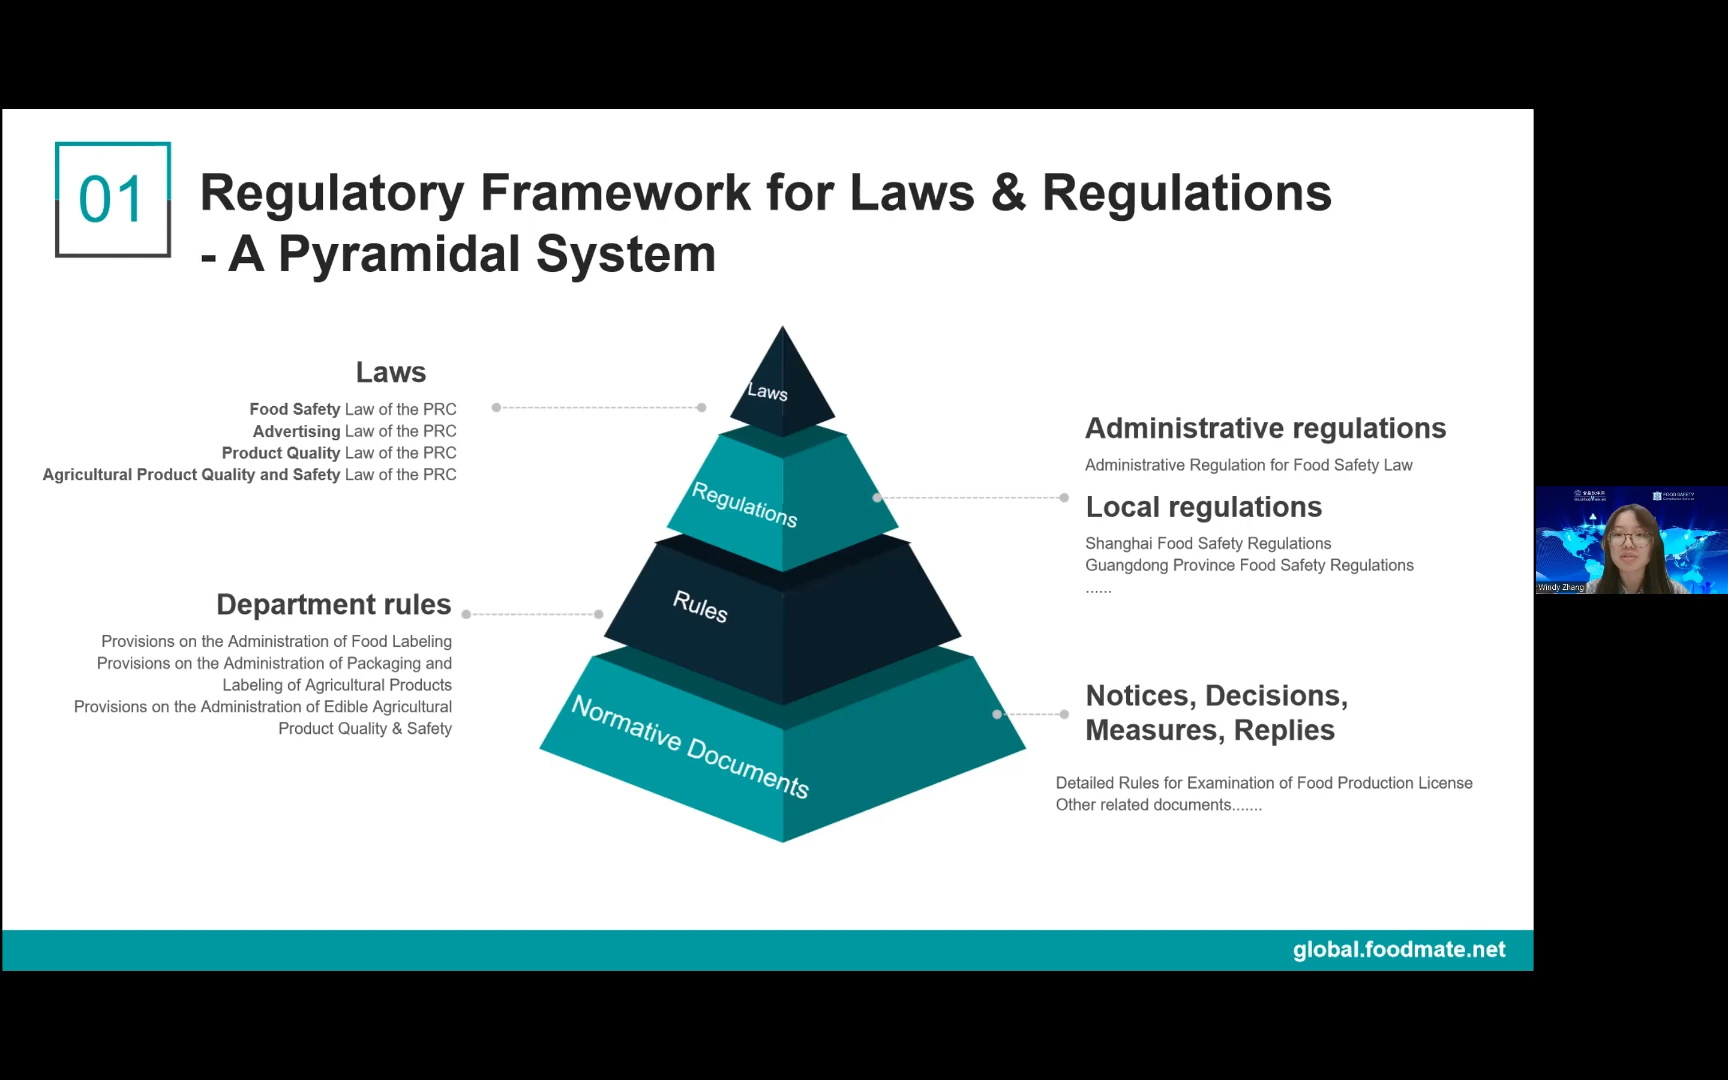 01
Regulatory Framework for Laws & Regulations
- A Pyramidal System
Laws
Food Safety Law of the PRC
Advertising Law of the PRC
Product Quality Law of the PRC
Agricultural Product Quality and Safety Law of the PRC
Department rules
Provisions on the Administration of Food Labeling
Provisions on the Administration of Packaging and
Labeling of Agricultural Products
Provisions on the Administration of Edible Agricultural
Product Quality & Safety
Laws
Regulations
Rules
Normative Documents
Administrative regulations
Administrative Regulation for Food Safety Law
Local regulations
Shanghai Food Safety Regulations
Guangdong Province Food Safety Regulations
......
Notices, Decisions,
Measures, Replies
Detailed Rules for Examination of Food Production License
Other related documents.......
global.foodmate.net
FOOD SAFETY
Windy Zhang